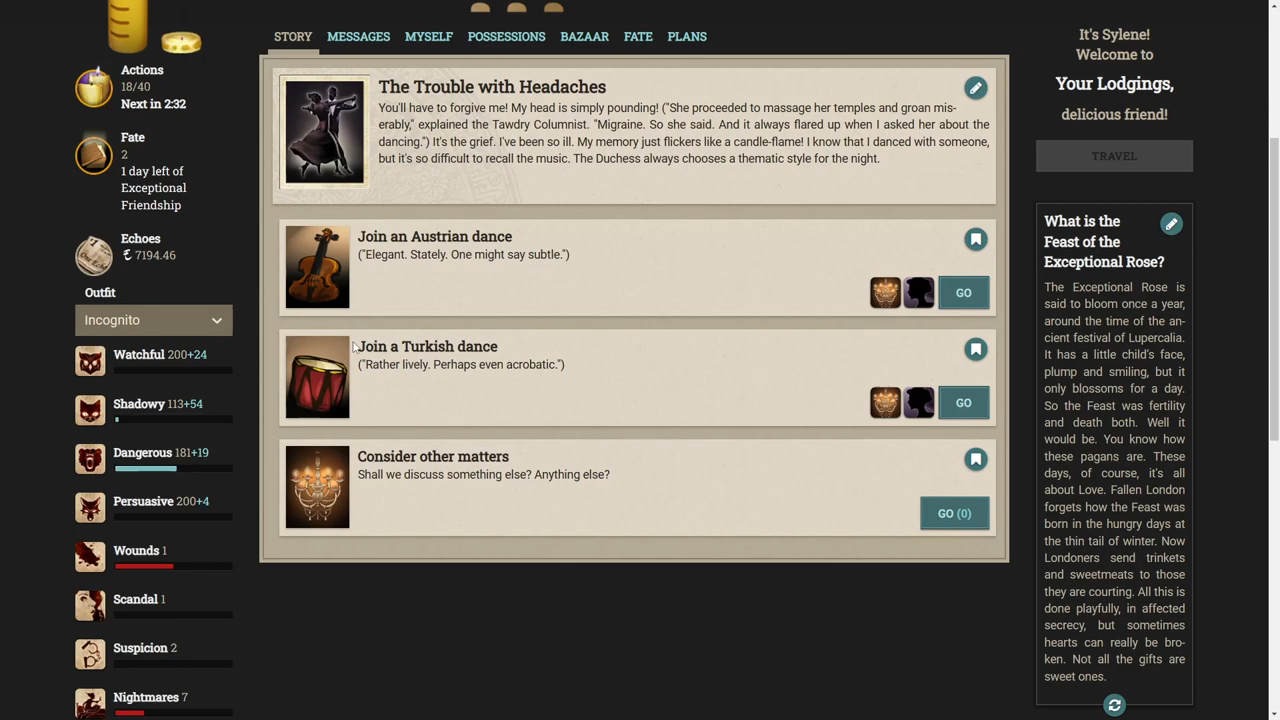 STORY MESSAGES MYSELF POSSESSIONS BAZAAR FATE PLANS
Actions
18/40
Next in 2:32
Fate
2
1 day left of
Exceptional
Friendship
Echoes
7194.46
Outfit
Incognito
Watchful 200+24
Shadowy 113+54
Dangerous 181+19
Persuasive 200+4
Wounds 1
Scandal 1
Suspicion 2
Nightmares 7
The Trouble with Headaches
You'll have to forgive me! My head is simply pounding! ("She proceeded to massage her temples and groan mis-
erably," explained the Tawdry Columnist. "Migraine. So she said. And it always flared up when I asked her about the
dancing.") It's the grief. I've been so ill. My memory just flickers like a candle-flame! I know that I danced with someone,
but it's so difficult to recall the music. The Duchess always chooses a thematic style for the night.
Join an Austrian dance
("Elegant. Stately. One might say subtle.")
GO
Join a Turkish dance
("Rather lively. Perhaps even acrobatic.")
GO
Consider other matters
Shall we discuss something else? Anything else?
GO (0)
It's Sylene!
Welcome to
Your Lodgings,
delicious friend!
TRAVEL
What is the
Feast of the
Exceptional Rose?
The Exceptional Rose is
said to bloom once a year,
around the time of the an-
cient festival of Lupercalia.
It has a little child's face,
plump and smiling, but it
only blossoms for a day.
So the Feast was fertility
and death both. Well it
would be. You know how
these pagans are. These
days, of course, it's all
about Love. Fallen London
forgets how the Feast was
born in the hungry days at
the thin tail of winter. Now
Londoners send trinkets
and sweetmeats to those
they are courting. All this is
done playfully, in affected
secrecy, but sometimes
hearts can really be bro-
ken. Not all the gifts are
sweet ones.